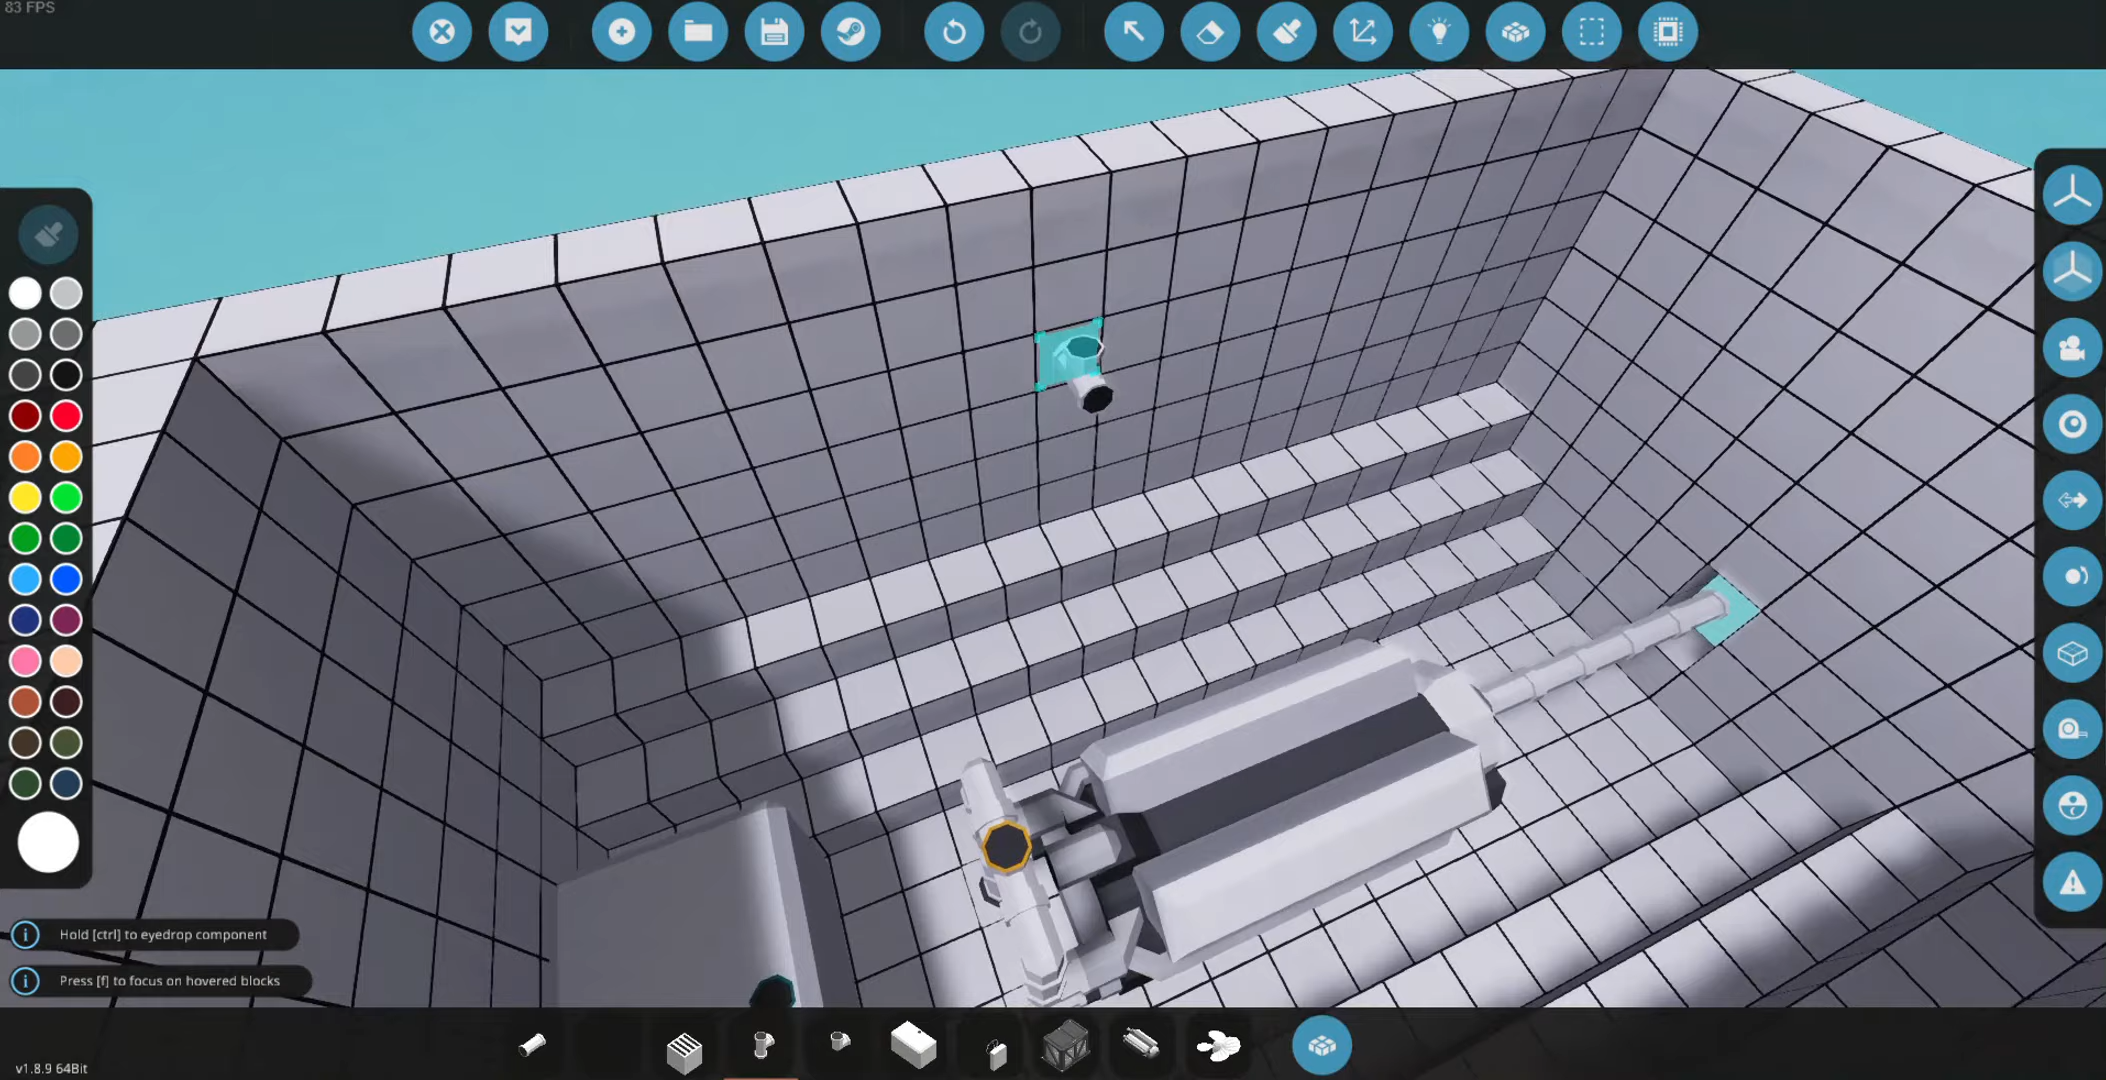 83 FPS
Hold [ctrl] to eyedrop component
Press [f] to focus on hovered blocks
v1.8.9 64Bit